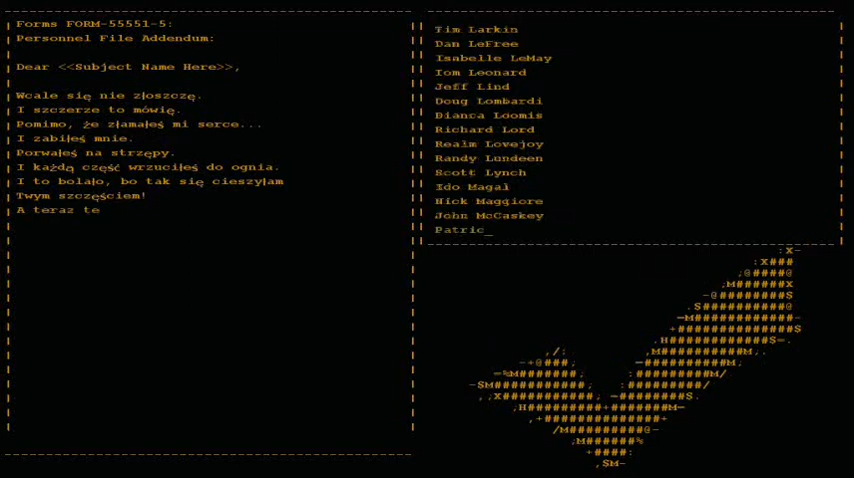 Forms FORM-55551-5:
Personnel File Addendum:
Dear <<Subject Name Here>>,
Wcale się nie złoszczę.
I szczerze to mówię.
Pomimo, że złamałeś mi serce...
I zabiłeś mnie.
Porwałeś na strzępy.
I każdą część wrzuciłeś do ognia.
I to bolało, bo tak się cieszyłam
Twym szczęściem!
A teraz te
Tim Larkin
Dan LeFree
Isabelle LeMay
Tom Leonard
Jeff Lind
Doug Lombardi
Bianca Loomis
Richard Lord
Realm Lovejoy
Randy Lundeen
Scott Lynch
Ido Magal
Nick Maggiore
John McCaskey
Patric_